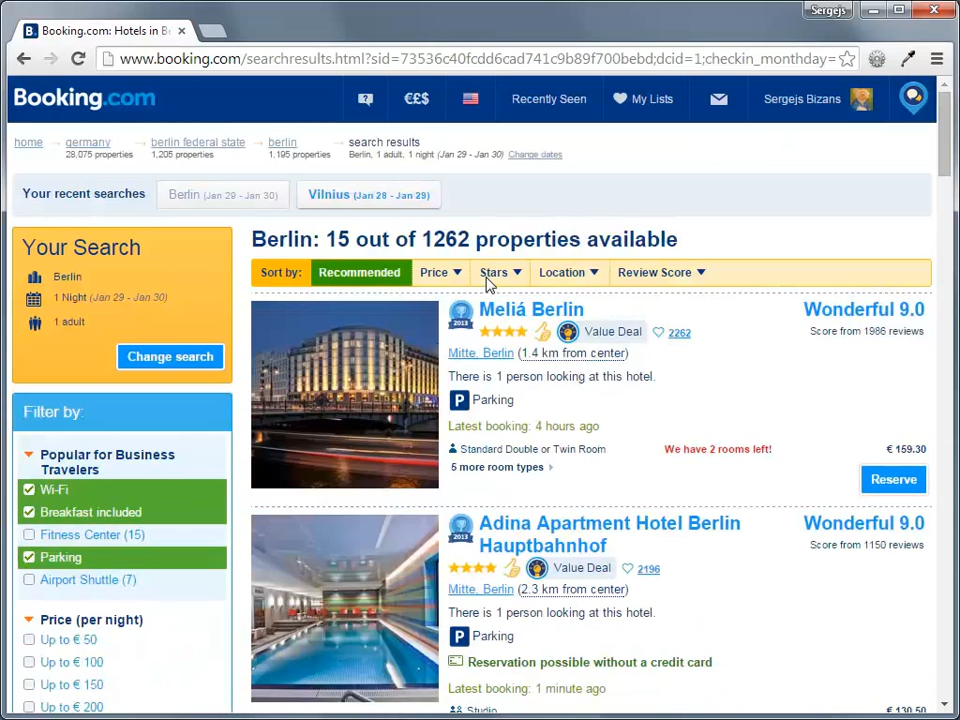 Sergejs
B. Booking.com: Hotels in Be
www.booking.com/searchresults.html?sid=73536c40fcdd6cad741c9b89f700bebd;dcid=1;checkin_monthday=
Booking.com
€£$ Recently Seen My Lists Sergejs Bizans
home germany berlin federal state berlin search results
28,075 properties 1,205 properties 1,195 properties Berlin, 1 adult, 1 night (Jan 29 - Jan 30) Change dates
Your recent searches Berlin (Jan 29 - Jan 30) Vilnius (Jan 28 - Jan 29)
Your Search
Berlin
1 Night (Jan 29 - Jan 30)
1 adult
Change search
Filter by:
Popular for Business
Travelers
Wi-Fi
Breakfast included
Fitness Center (15)
Parking
Airport Shuttle (7)
Price (per night)
Up to € 50
Up to € 100
Up to € 150
Up to € 200
Berlin: 15 out of 1262 properties available
Sort by: Recommended Price Stars Location Review Score
2013 Meliá Berlin Wonderful 9.0
Value Deal 2262 Score from 1986 reviews
Mitte, Berlin (1.4 km from center)
There is 1 person looking at this hotel.
P Parking
Latest booking: 4 hours ago
Standard Double or Twin Room We have 2 rooms left! € 159.30
5 more room types
Reserve
2013 Adina Apartment Hotel Berlin Wonderful 9.0
Hauptbahnhof Score from 1150 reviews
Value Deal 2196
Mitte, Berlin (2.3 km from center)
There is 1 person looking at this hotel.
P Parking
Reservation possible without a credit card
Latest booking: 1 minute ago
Studio € 130.50